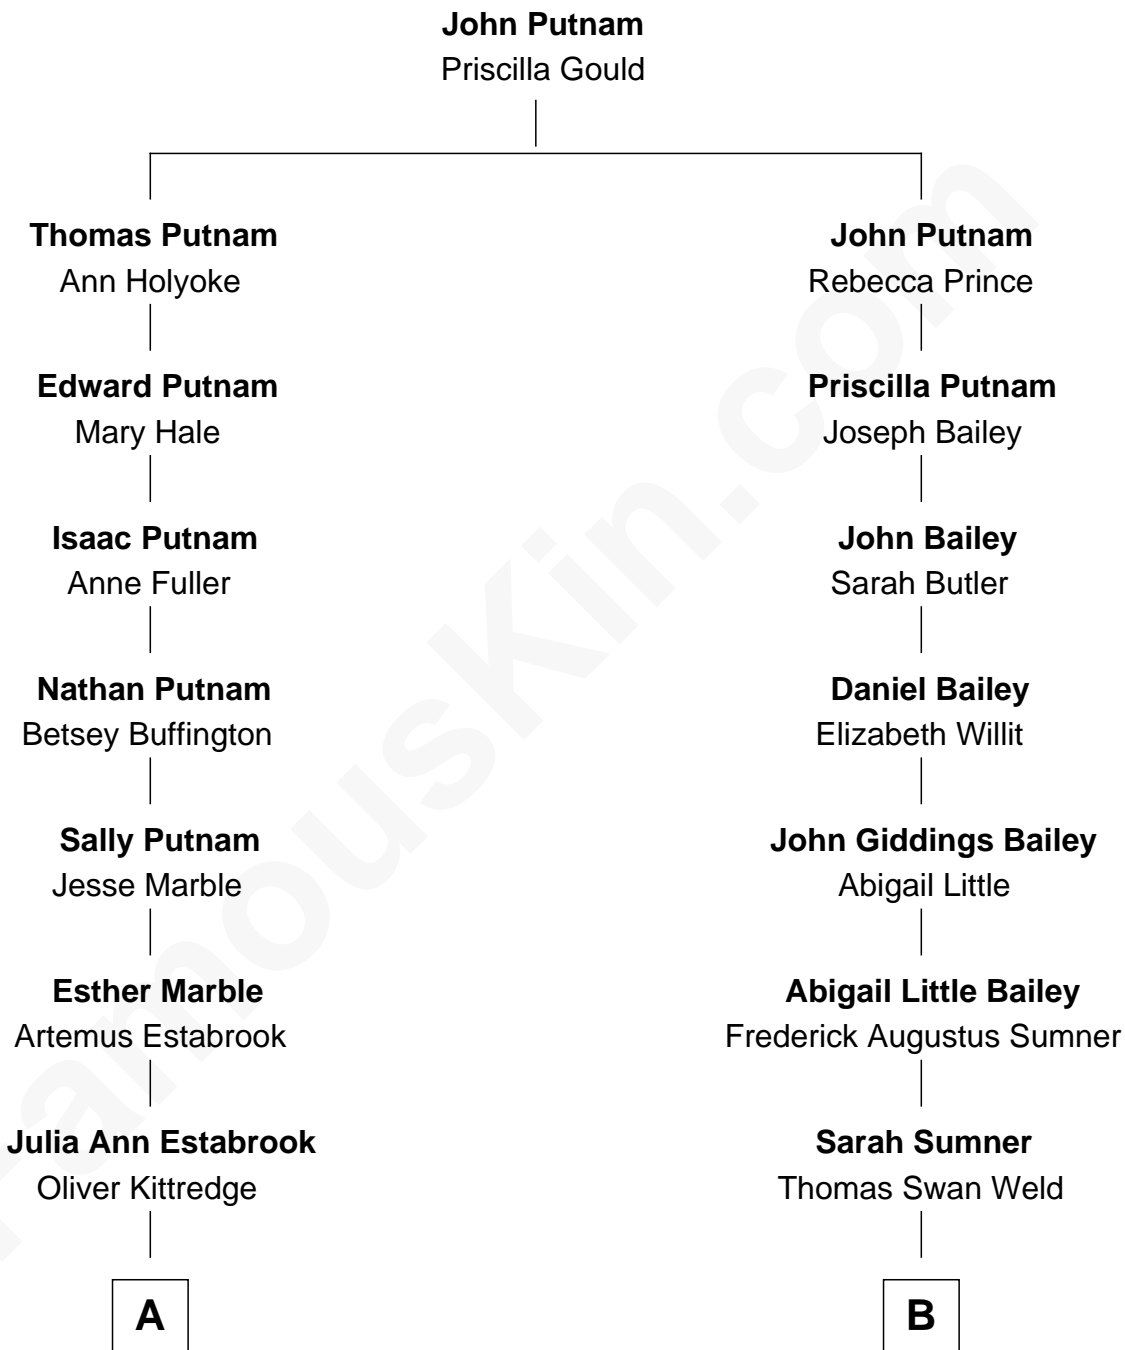 John Putnam
Priscilla Gould
Thomas Putnam
Ann Holyoke
John Putnam
Rebecca Prince
Edward Putnam
Mary Hale
Priscilla Putnam
Joseph Bailey
Isaac Putnam
Anne Fuller
John Bailey
Sarah Butler
Nathan Putnam
Betsey Buffington
Daniel Bailey
Elizabeth Willit
Sally Putnam
Jesse Marble
John Giddings Bailey
Abigail Little
Esther Marble
Artemus Estabrook
Abigail Little Bailey
Frederick Augustus Sumner
Julia Ann Estabrook
Oliver Kittredge
Sarah Sumner
Thomas Swan Weld
A
B
FamousKin.com